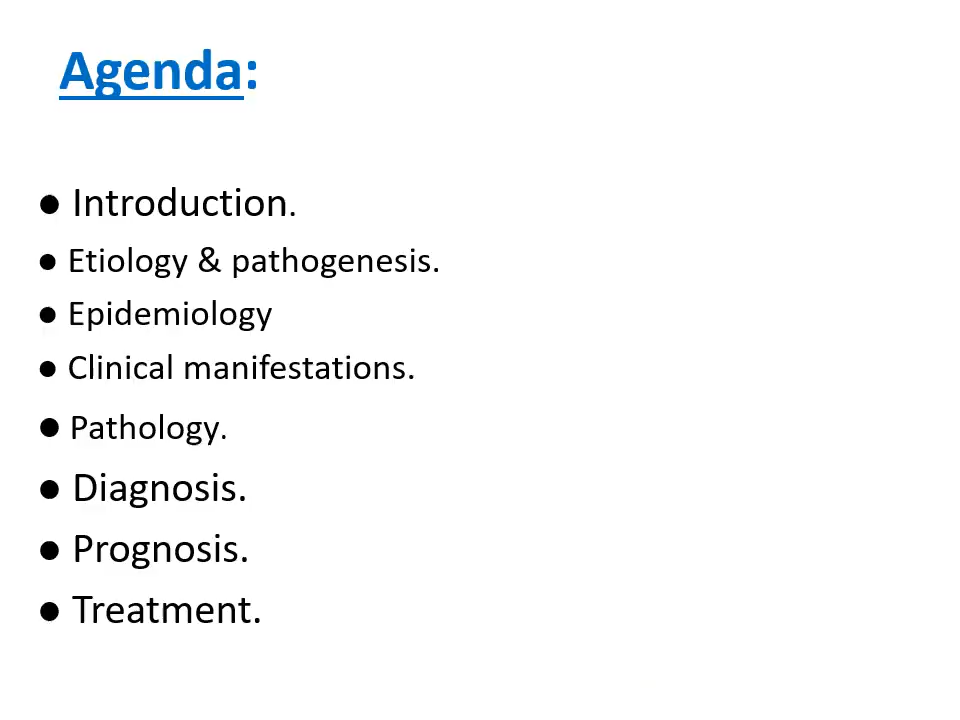 Agenda:
● Introduction.
● Etiology & pathogenesis.
● Epidemiology
● Clinical manifestations.
● Pathology.
● Diagnosis.
● Prognosis.
● Treatment.